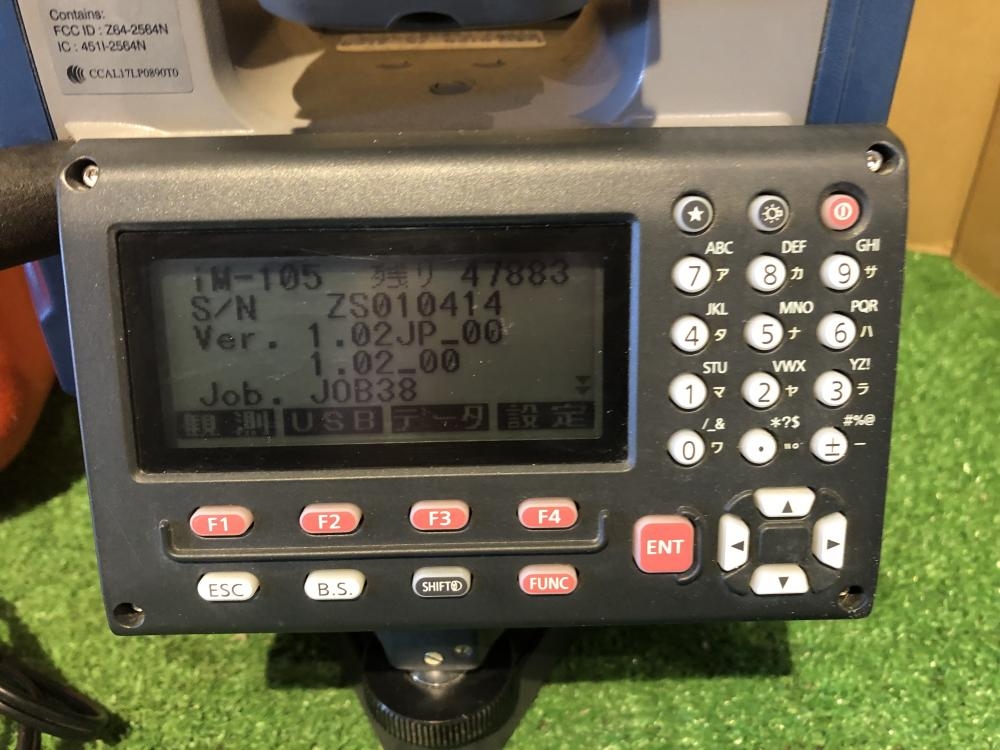 Contains:
FCC ID : Z64-2564N
IC : 451I-2564N
CCAL17LP0890T0
iM-105 残り 47883
S/N ZS010414
Ver. 1.02JP_00
1.02_00
Job. JOB38
観測 USB データ 設定
ABC DEF GHI
7 ア 8 カ 9 サ
JKL MNO PQR
4 タ 5 ナ 6 ハ
STU VWX YZ!
1 マ 2 ヤ 3 ラ
/_& *?$ #%@
0 ワ . "° ± ー
F1 F2 F3 F4
ENT
ESC B.S. SHIFT FUNC